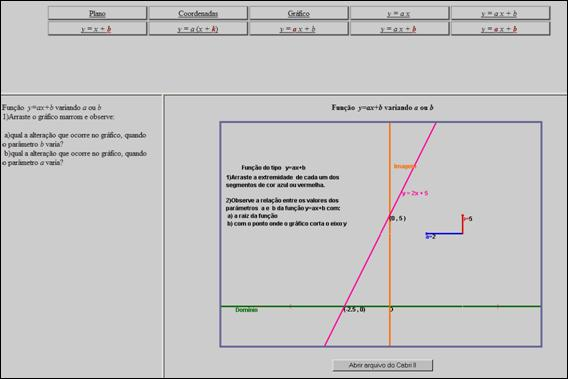 Plano Coordenadas Gráfico y = a x y = a x + b
y = x + b y = a (x + k) y = a x + b y = a x + b y = a x + b
Função y=ax+b variando a ou b
1)Arraste o gráfico marrom e observe:
a)qual a alteração que ocorre no gráfico, quando
o parâmetro b varia?
b)qual a alteração que ocorre no gráfico, quando
o parâmetro a varia?
Função y=ax+b variando a ou b
Função do tipo y=ax+b
1)Arraste a extremidade de cada um dos
segmentos de cor azul ou vermelha.
2)Observe a relação entre os valores dos
parámetros a e b da função y=ax+b com;
a) a raiz da função
b) com o ponto onde o gráfico corta o eixo y
Imagem
y = 2x + 5
(0 , 5 )
b=5
a=2
Domínio
(-2.5 , 0)
O
Abrir arquivo do Cabri II